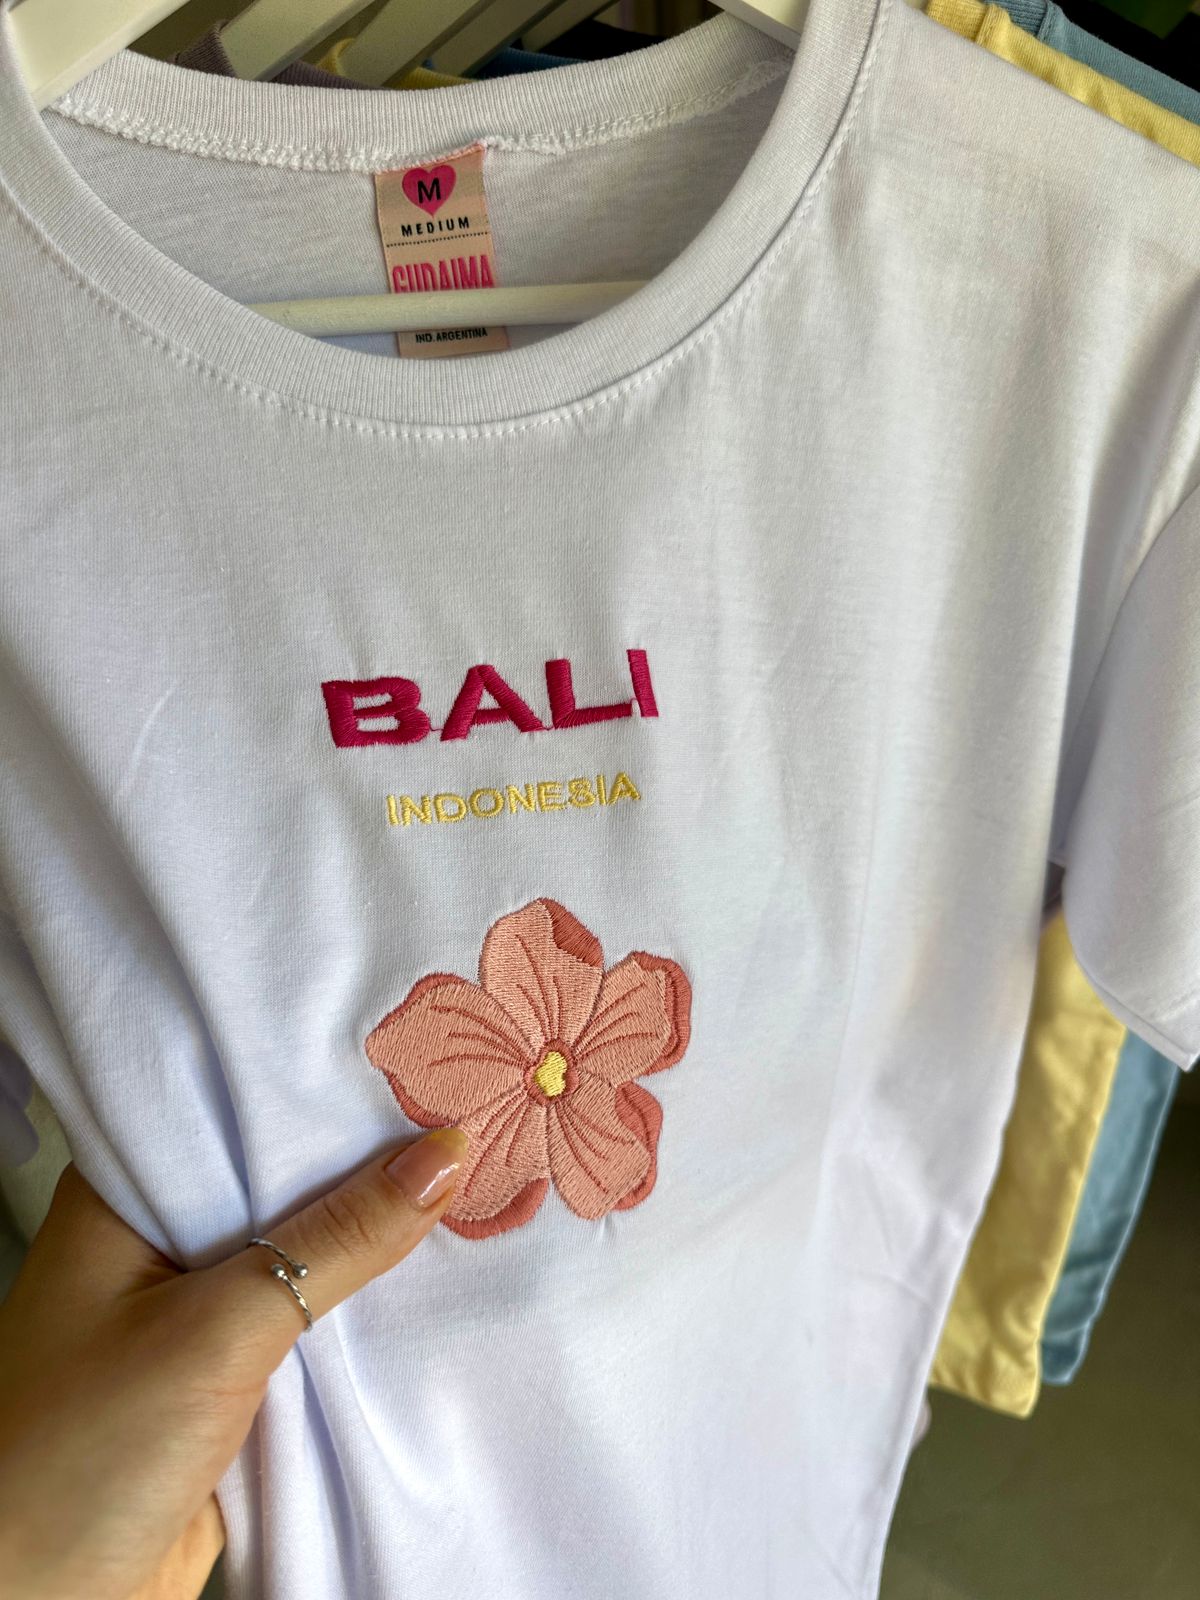 M
MEDIUM
GUDAIMA
IND. ARGENTINA
BALI
INDONESIA